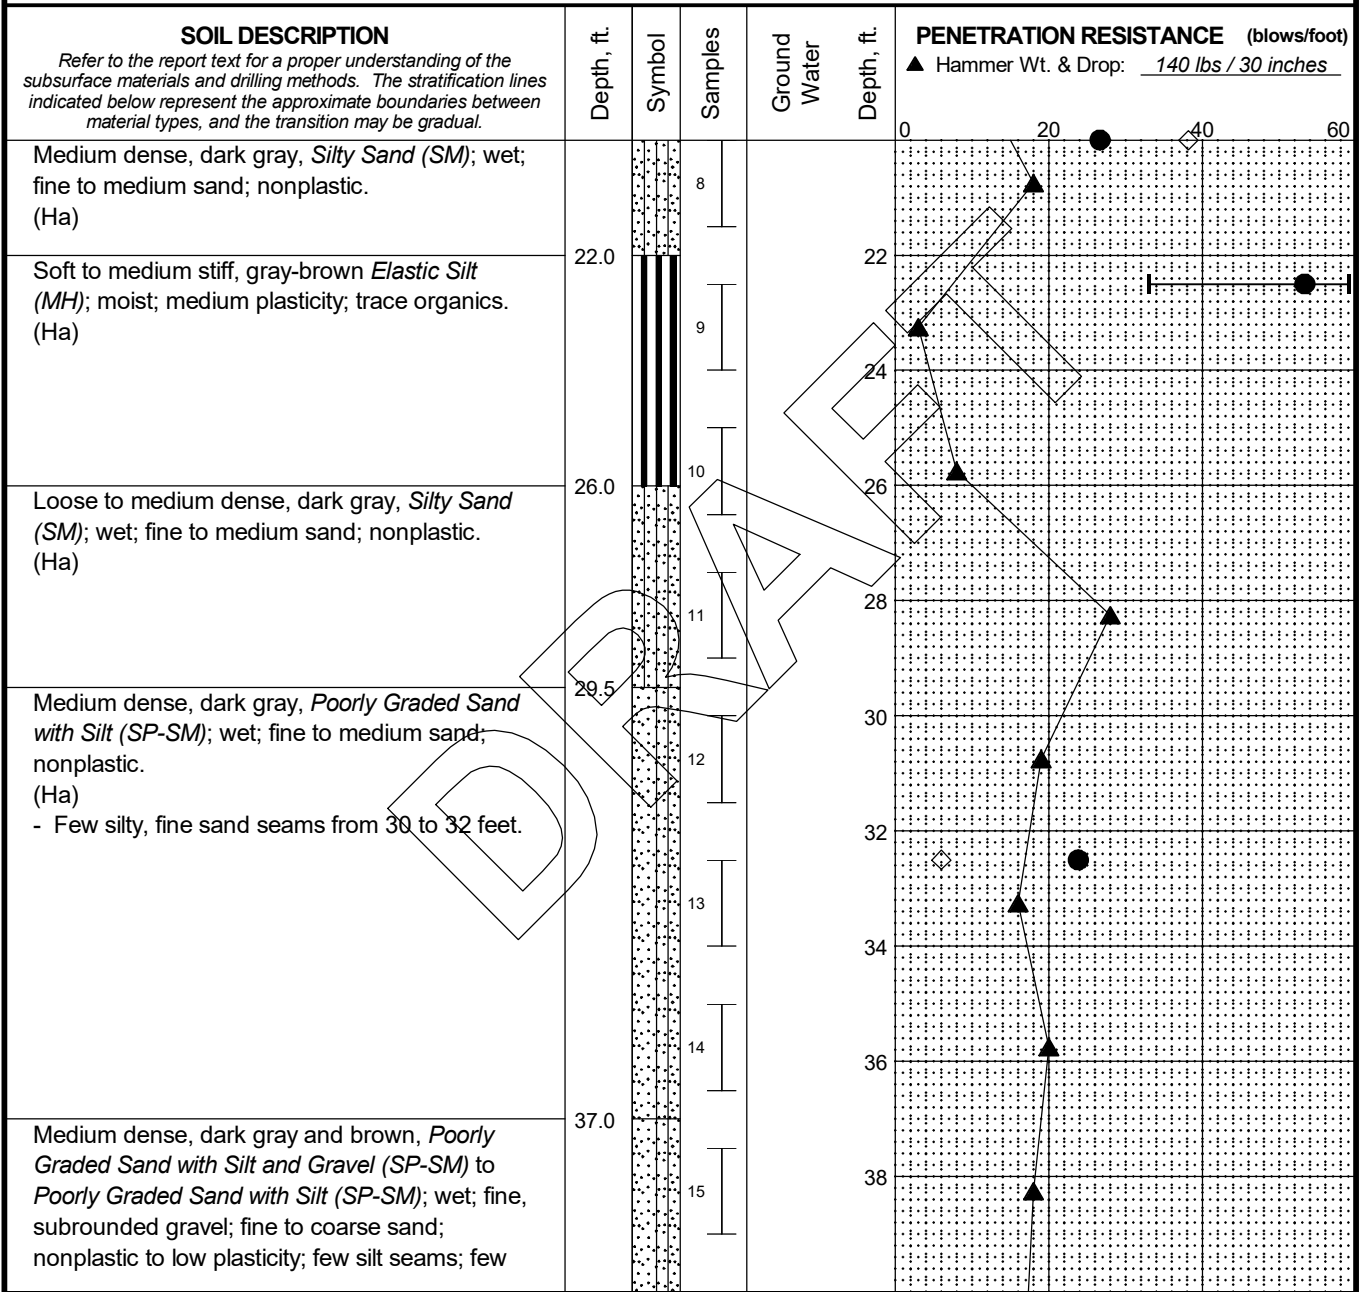 SOIL DESCRIPTION
Refer to the report text for a proper understanding of the
subsurface materials and drilling methods. The stratification lines
indicated below represent the approximate boundaries between
material types, and the transition may be gradual.
Depth, ft.
Symbol
Samples
Ground
Water
Depth, ft.
PENETRATION RESISTANCE (blows/foot)
▲ Hammer Wt. & Drop: 140 lbs / 30 inches
0 20 40 60
Medium dense, dark gray, Silty Sand (SM); wet;
fine to medium sand; nonplastic.
(Ha)
8
22.0
22
Soft to medium stiff, gray-brown Elastic Silt
(MH); moist; medium plasticity; trace organics.
(Ha)
9
24
10
26.0
26
Loose to medium dense, dark gray, Silty Sand
(SM); wet; fine to medium sand; nonplastic.
(Ha)
28
11
29.5
Medium dense, dark gray, Poorly Graded Sand
with Silt (SP-SM); wet; fine to medium sand;
nonplastic.
(Ha)
- Few silty, fine sand seams from 30 to 32 feet.
30
12
32
13
34
14
36
37.0
Medium dense, dark gray and brown, Poorly
Graded Sand with Silt and Gravel (SP-SM) to
Poorly Graded Sand with Silt (SP-SM); wet; fine,
subrounded gravel; fine to coarse sand;
nonplastic to low plasticity; few silt seams; few
15
38
DRAFT